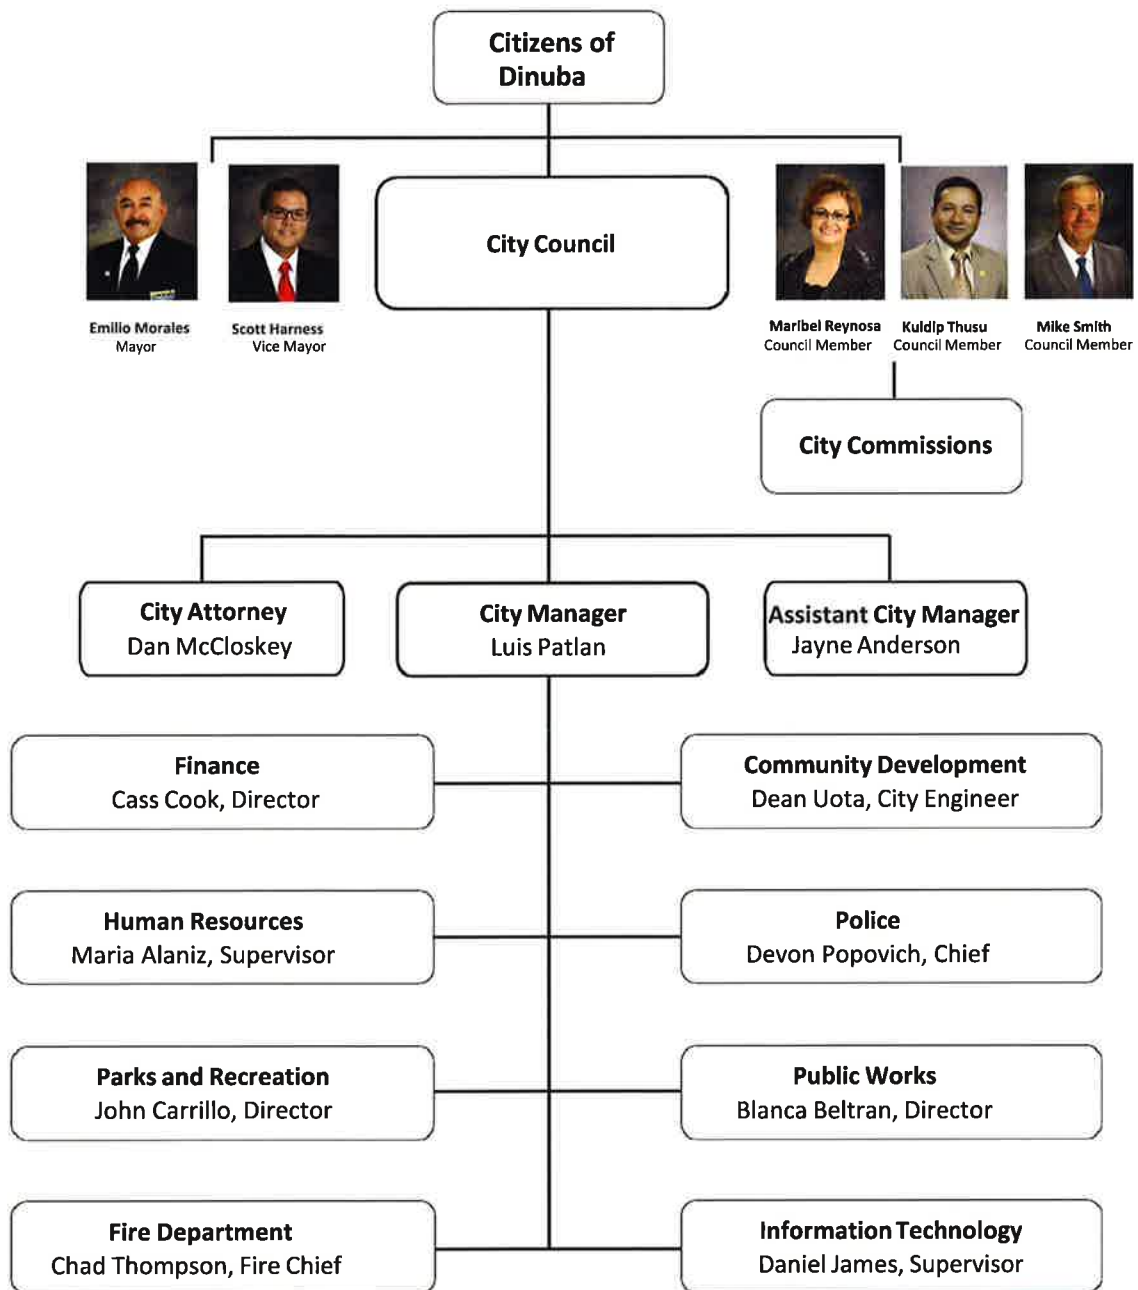 Citizens of
Dinuba
City Council
Emilio Morales
Mayor
Scott Harness
Vice Mayor
Maribel Reynosa
Council Member
Kuldip Thusu
Council Member
Mike Smith
Council Member
City Commissions
City Attorney
Dan McCloskey
City Manager
Luis Patlan
Assistant City Manager
Jayne Anderson
Finance
Cass Cook, Director
Community Development
Dean Uota, City Engineer
Human Resources
Maria Alaniz, Supervisor
Police
Devon Popovich, Chief
Parks and Recreation
John Carrillo, Director
Public Works
Blanca Beltran, Director
Fire Department
Chad Thompson, Fire Chief
Information Technology
Daniel James, Supervisor